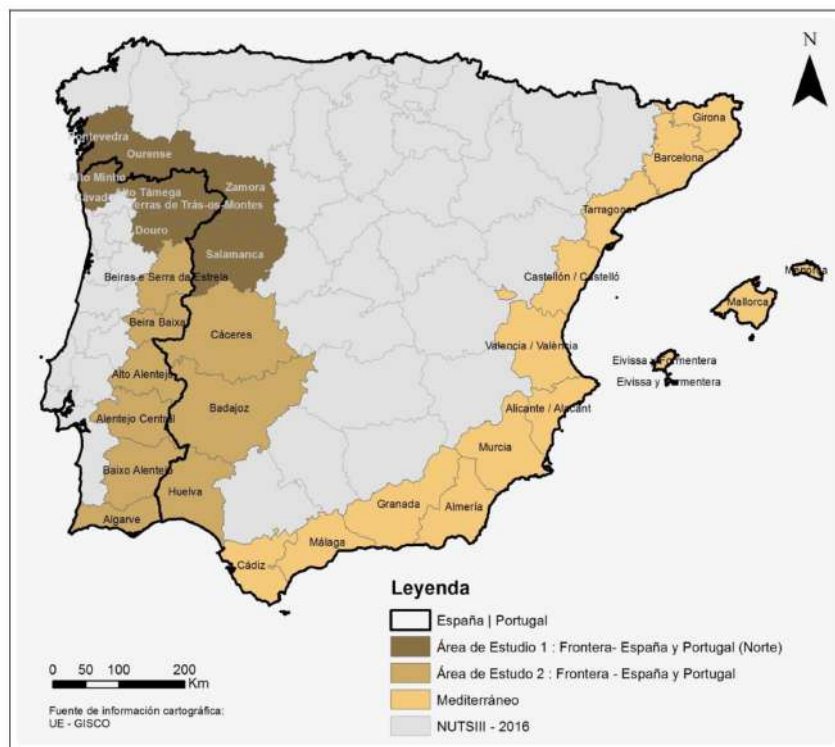 N
Girona
Barcelona
Tarragona
Castellón / Castelló
Menorca
Mallorca
Valencia / València
Eivissa y Formentera
Eivissa y Formentera
Alicante / Alacant
Murcia
Almería
Granada
Málaga
Cádiz
Pontevedra
Ourense
Alto Minho
Zamora
Cávado
Alto Tâmega
Terras de Trás-os-Montes
Douro
Salamanca
Beiras e Serra da Estrela
Beira Baixa
Cáceres
Alto Alentejo
Badajoz
Alentejo Central
Baixo Alentejo
Huelva
Algarve
Leyenda
España | Portugal
Área de Estudio 1 : Frontera- España y Portugal (Norte)
Área de Estudo 2 : Frontera - España y Portugal
Mediterráneo
NUTSIII - 2016
0 50 100 200
Km
Fuente de información cartográfica:
UE - GISCO